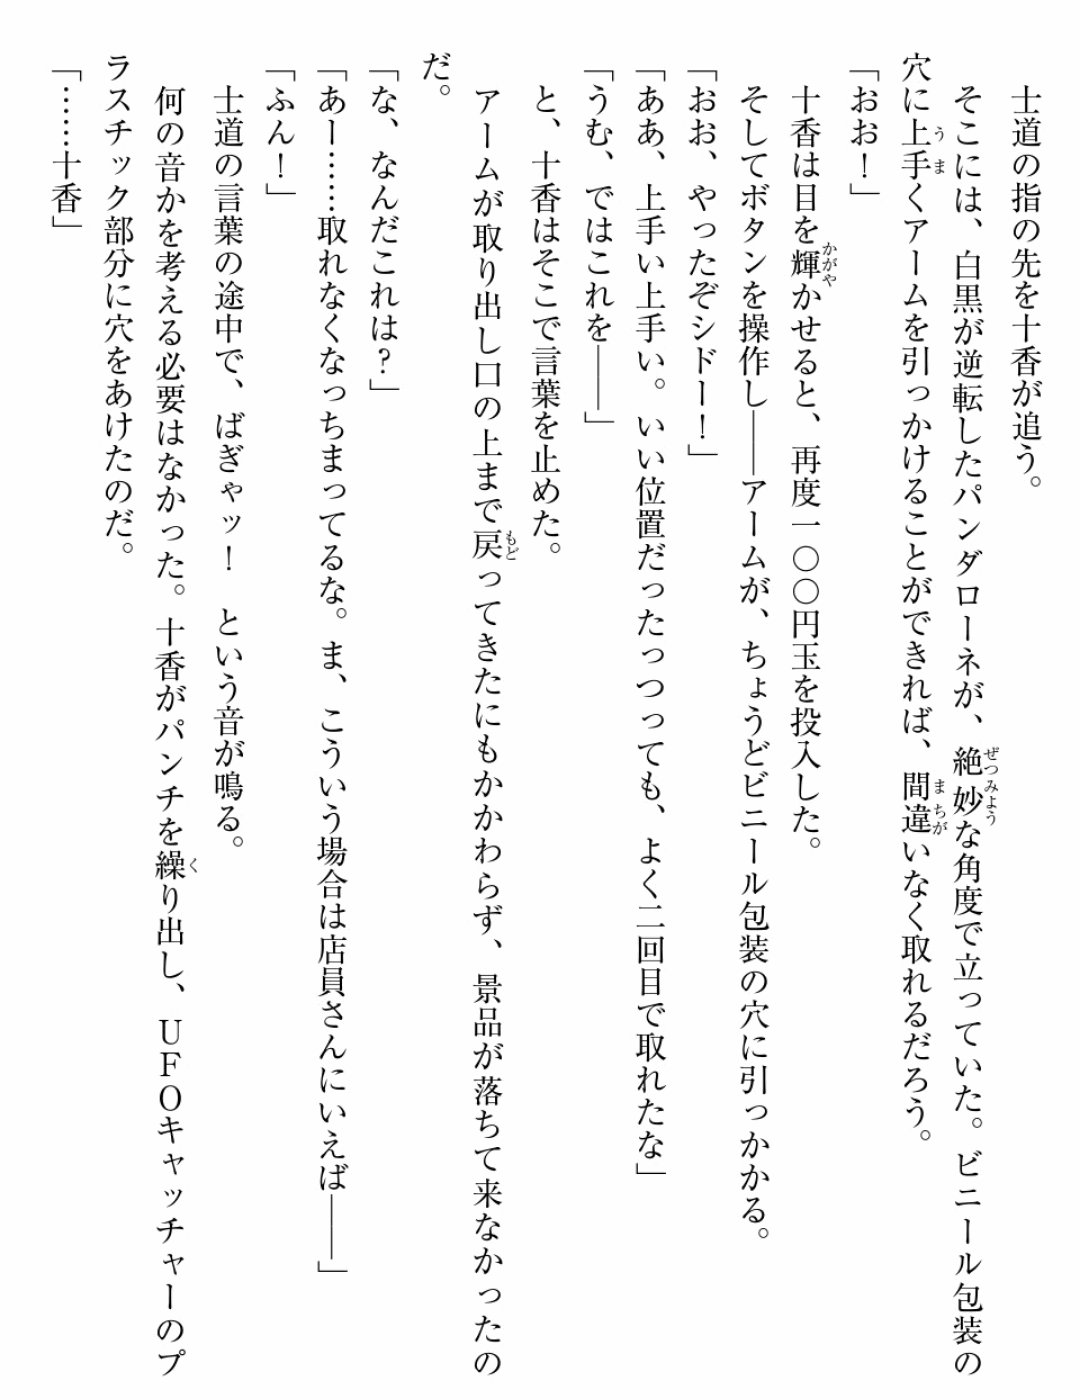 士道の指の先を十香が追う。
そこには、白黒が逆転したパンダローネが、絶妙な角度で立っていた。ビニール包装の
穴に上手くアームを引っかけることができれば、間違いなく取れるだろう。
「おお！」
十香は目を輝かせると、再度一〇〇円玉を投入した。
そしてボタンを操作し――アームが、ちょうどビニール包装の穴に引っかかる。
「おお、やったぞシドー！」
「ああ、上手い上手い。いい位置だったっつっても、よく二回目で取れたな」
「うむ、ではこれを――」
と、十香はそこで言葉を止めた。
アームが取り出し口の上まで戻ってきたにもかかわらず、景品が落ちて来なかったの
だ。
「な、なんだこれは？」
「あー……取れなくなっちまってるな。ま、こういう場合は店員さんにいえば――」
「ふん！」
士道の言葉の途中で、ばぎゃッ！　という音が鳴る。
何の音かを考える必要はなかった。十香がパンチを繰り出し、ＵＦＯキャッチャーのプ
ラスチック部分に穴をあけたのだ。
「……十香」